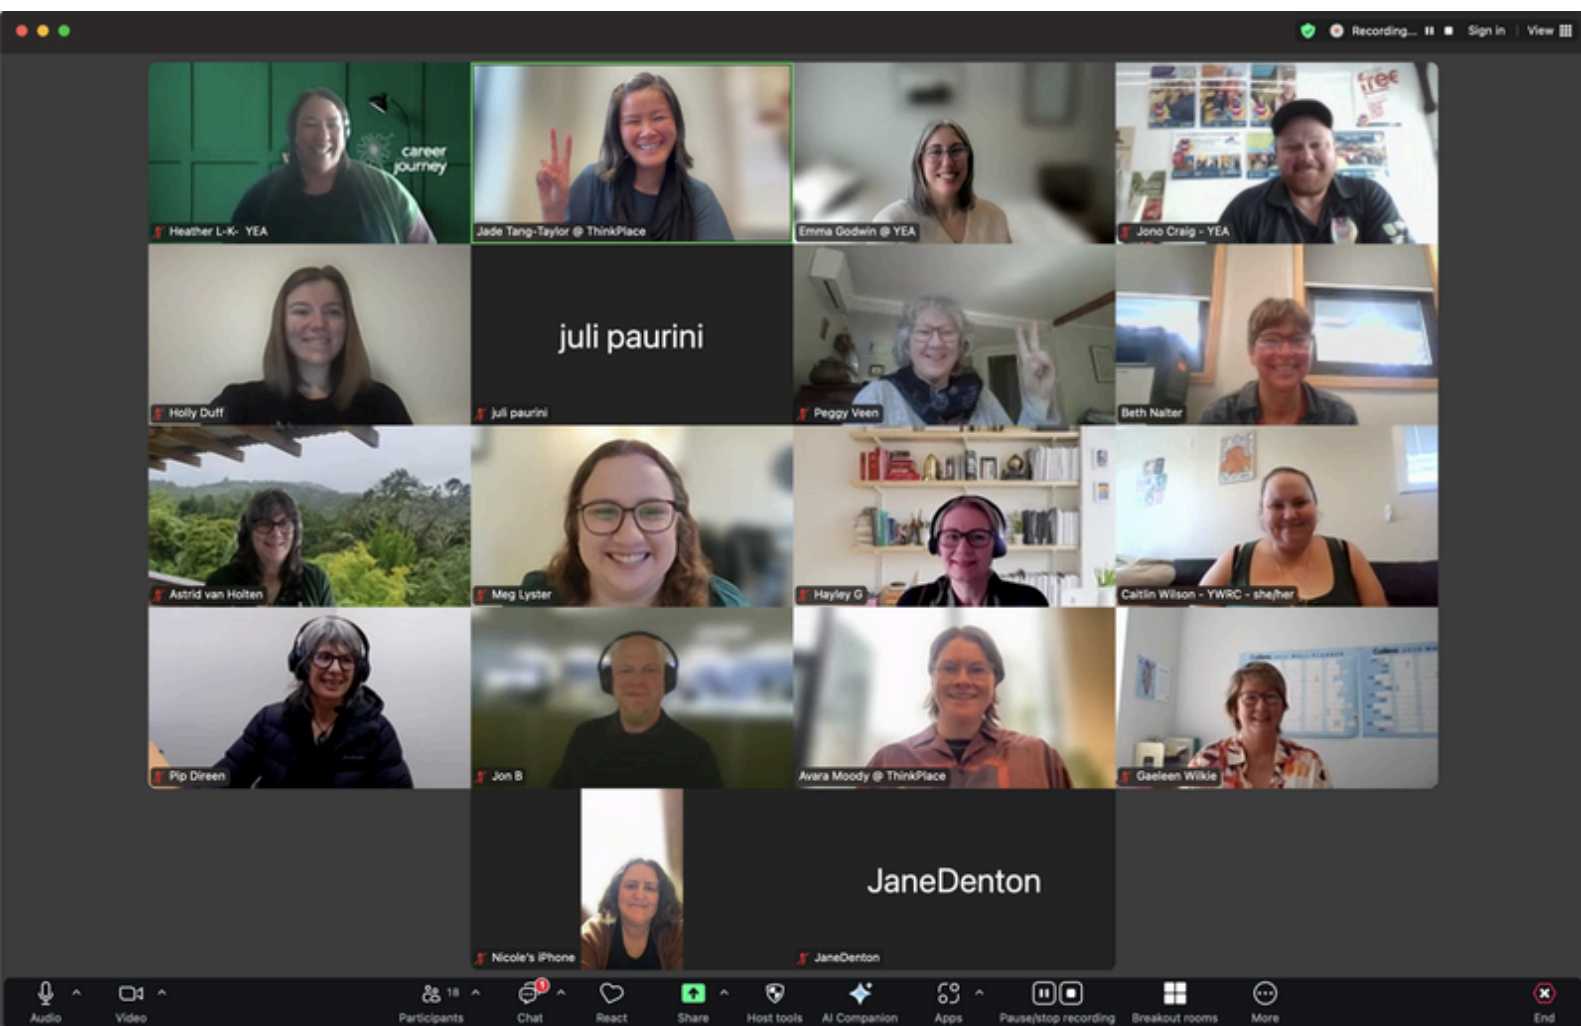 Recording...
Sign in
View
career
journey
free
Heather L-K- YEA
Jade Tang-Taylor @ ThinkPlace
Emma Godwin @ YEA
Jono Craig - YEA
juli paurini
Holly Duff
juli paurini
Peggy Veen
Beth Nalter
Astrid van Holten
Meg Lyster
Hayley G
Caitlin Wilson - YWRC - she/her
Collins
Pip Direen
Jon B
Avara Moody @ ThinkPlace
Gaeleen Wilkie
JaneDenton
Nicole's iPhone
JaneDenton
18
1
Audio
Video
Participants
Chat
React
Share
Host tools
AI Companion
Apps
Pause/stop recording
Breakout rooms
More
End